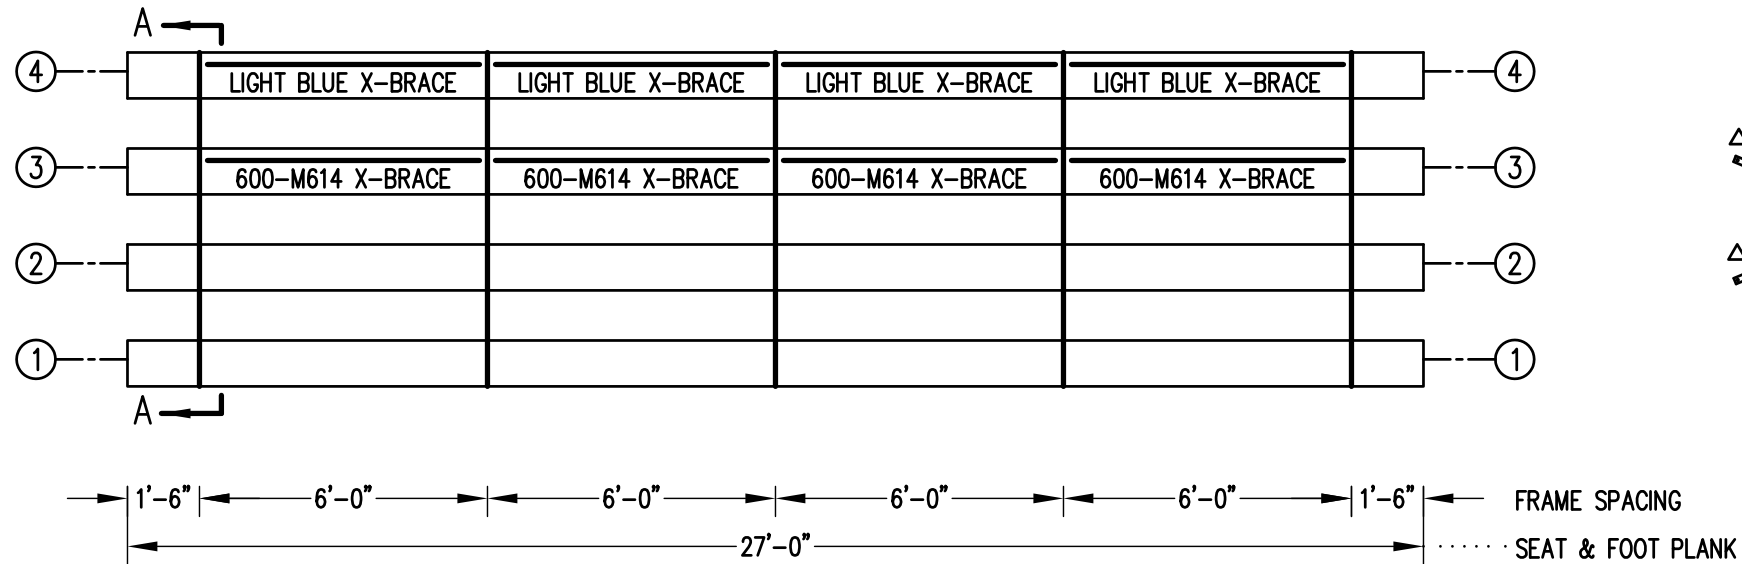 A
4 LIGHT BLUE X-BRACE LIGHT BLUE X-BRACE LIGHT BLUE X-BRACE LIGHT BLUE X-BRACE 4
3 600-M614 X-BRACE 600-M614 X-BRACE 600-M614 X-BRACE 600-M614 X-BRACE 3
2 2
1 1
A
1'-6" 6'-0" 6'-0" 6'-0" 6'-0" 1'-6" FRAME SPACING
27'-0" SEAT & FOOT PLANK